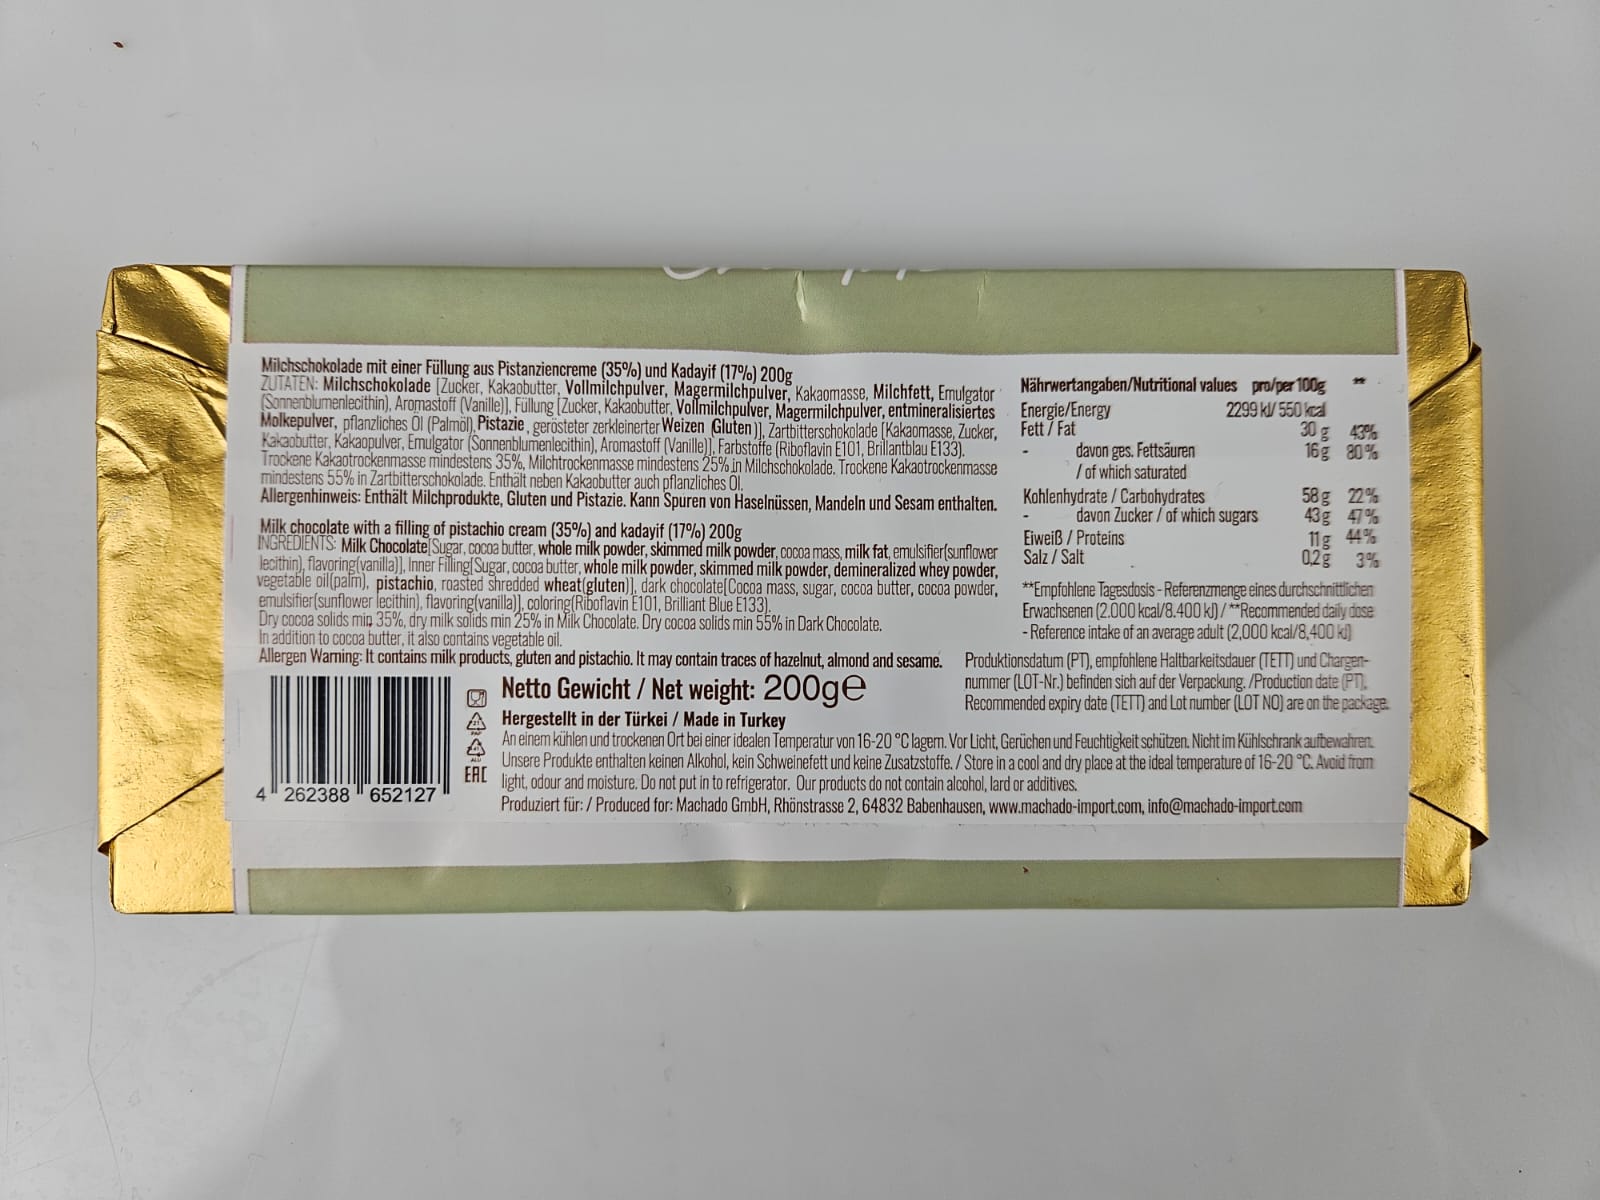 Milchschokolade mit einer Füllung aus Pistanziencreme (35%) und Kadayif (17%) 200g
ZUTATEN: Milchschokolade [Zucker, Kakaobutter, Vollmilchpulver, Magermilchpulver, Kakaomasse, Milchfett, Emulgator
(Sonnenblumenlecithin), Aromastoff (Vanille)], Füllung [Zucker, Kakaobutter, Vollmilchpulver, Magermilchpulver, entmineralisiertes
Molkepulver, pflanzliches Öl (Palmöl), Pistazie, gerösteter zerkleinerter Weizen (Gluten)], Zartbitterschokolade [Kakaomasse, Zucker,
Kakaobutter, Kakaopulver, Emulgator (Sonnenblumenlecithin), Aromastoff (Vanille)], Farbstoffe (Riboflavin E101, Brillantblau E133).
Trockene Kakaotrockenmasse mindestens 35%, Milchtrockenmasse mindestens 25% in Milchschokolade. Trockene Kakaotrockenmasse
mindestens 55% in Zartbitterschokolade. Enthält neben Kakaobutter auch pflanzliches Öl.
Allergenhinweis: Enthält Milchprodukte, Gluten und Pistazie. Kann Spuren von Haselnüssen, Mandeln und Sesam enthalten.
Milk chocolate with a filling of pistachio cream (35%) and kadayif (17%) 200g
INGREDIENTS: Milk Chocolate[Sugar, cocoa butter, whole milk powder, skimmed milk powder, cocoa mass, milk fat, emulsifier(sunflower
lecithin), flavoring(vanilla)], Inner Filling[Sugar, cocoa butter, whole milk powder, skimmed milk powder, demineralized whey powder,
vegetable oil(palm), pistachio, roasted shredded wheat(gluten)], dark chocolate[Cocoa mass, sugar, cocoa butter, cocoa powder,
emulsifier(sunflower lecithin), flavoring(vanilla)], coloring(Riboflavin E101, Brilliant Blue E133).
Dry cocoa solids min 35%, dry milk solids min 25% in Milk Chocolate. Dry cocoa solids min 55% in Dark Chocolate.
In addition to cocoa butter, it also contains vegetable oil.
Allergen Warning: It contains milk products, gluten and pistachio. It may contain traces of hazelnut, almond and sesame.
Nährwertangaben/Nutritional values pro/per 100g **
Energie/Energy 2299 kJ/ 550 kcal
Fett / Fat 30 g 43%
- davon ges. Fettsäuren 16 g 80%
/ of which saturated
Kohlenhydrate / Carbohydrates 58 g 22%
- davon Zucker / of which sugars 43 g 47%
Eiweiß / Proteins 11 g 44%
Salz / Salt 0,2 g 3%
**Empfohlene Tagesdosis - Referenzmenge eines durchschnittlichen
Erwachsenen (2.000 kcal/8.400 kJ) / **Recommended daily dose
- Reference intake of an average adult (2,000 kcal/8,400 kJ)
Produktionsdatum (PT), empfohlene Haltbarkeitsdauer (TETT) und Chargen-
nummer (LOT-Nr.) befinden sich auf der Verpackung. /Production date (PT),
Recommended expiry date (TETT) and Lot number (LOT NO) are on the package.
Netto Gewicht / Net weight: 200g℮
Hergestellt in der Türkei / Made in Turkey
An einem kühlen und trockenen Ort bei einer idealen Temperatur von 16-20 °C lagern. Vor Licht, Gerüchen und Feuchtigkeit schützen. Nicht im Kühlschrank aufbewahren.
Unsere Produkte enthalten keinen Alkohol, kein Schweinefett und keine Zusatzstoffe. / Store in a cool and dry place at the ideal temperature of 16-20 °C. Avoid from
light, odour and moisture. Do not put in to refrigerator. Our products do not contain alcohol, lard or additives.
Produziert für: / Produced for: Machado GmbH, Rhönstrasse 2, 64832 Babenhausen, www.machado-import.com, info@machado-import.com
PAP
ALU
EAC
4 262388 652127